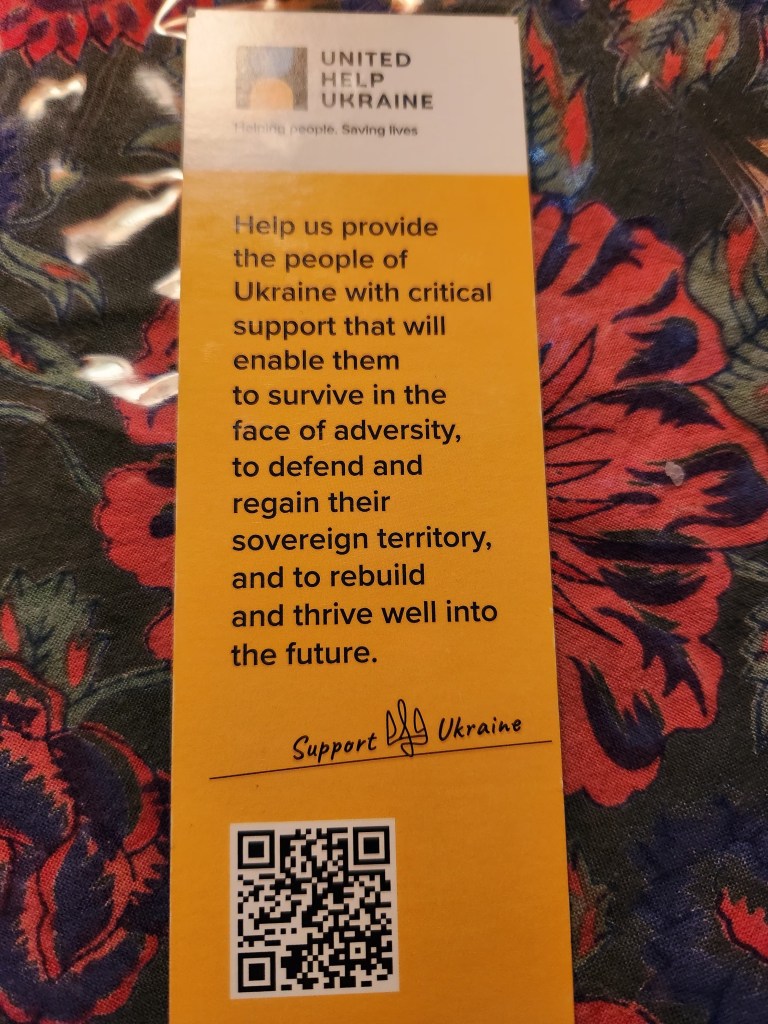 UNITED
HELP
UKRAINE
Helping people. Saving lives
Help us provide
the people of
Ukraine with critical
support that will
enable them
to survive in the
face of adversity,
to defend and
regain their
sovereign territory,
and to rebuild
and thrive well into
the future.
Support Ukraine